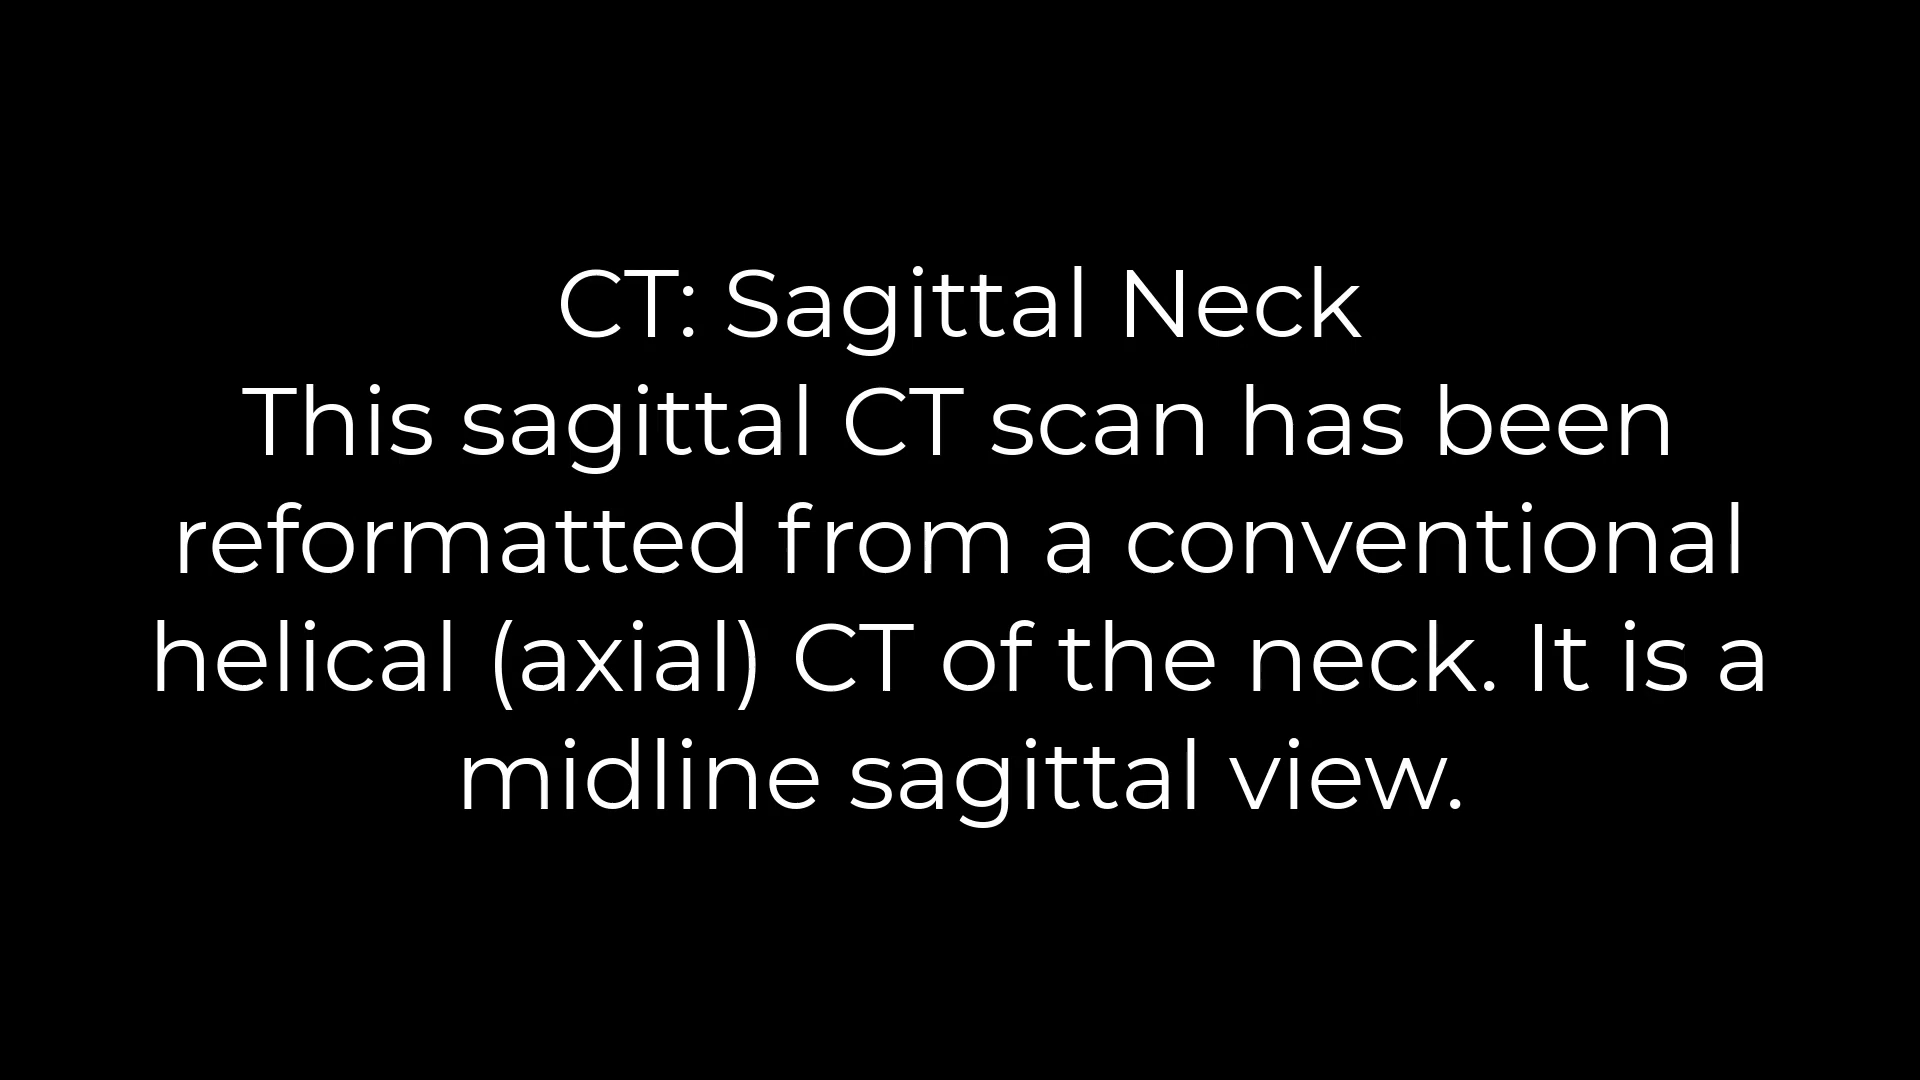 CT: Sagittal Neck
This sagittal CT scan has been
reformatted from a conventional
helical (axial) CT of the neck. It is a
midline sagittal view.